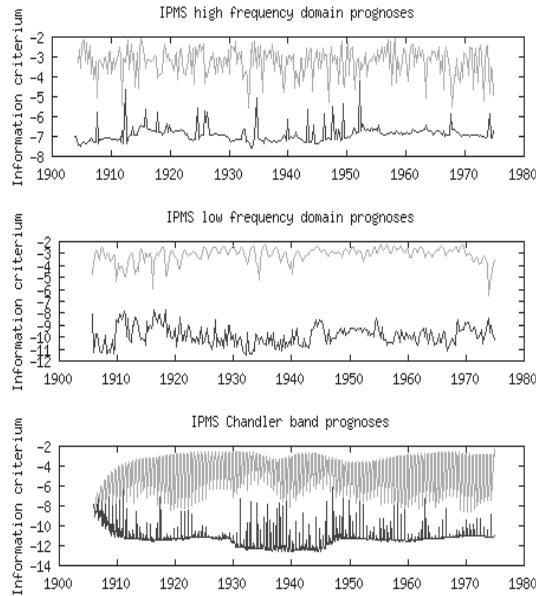 IPMS high frequency domain prognoses
Information criterium
-2
-3
-4
-5
-6
-7
-8
1900 1910 1920 1930 1940 1950 1960 1970 1980
IPMS low frequency domain prognoses
Information criterium
-2
-3
-4
-5
-6
-7
-8
-9
-10
-11
-12
1900 1910 1920 1930 1940 1950 1960 1970 1980
IPMS Chandler band prognoses
Information criterium
-2
-4
-6
-8
-10
-12
-14
1900 1910 1920 1930 1940 1950 1960 1970 1980